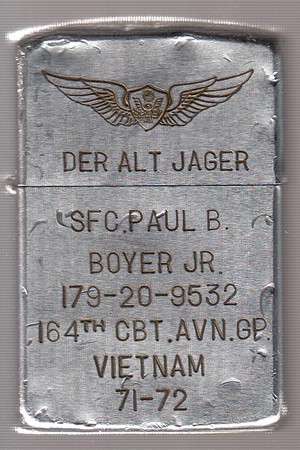 DER ALT JAGER
SFC.PAUL B.
BOYER JR.
179-20-9532
164TH CBT.AVN.GP.
VIETNAM
71-72